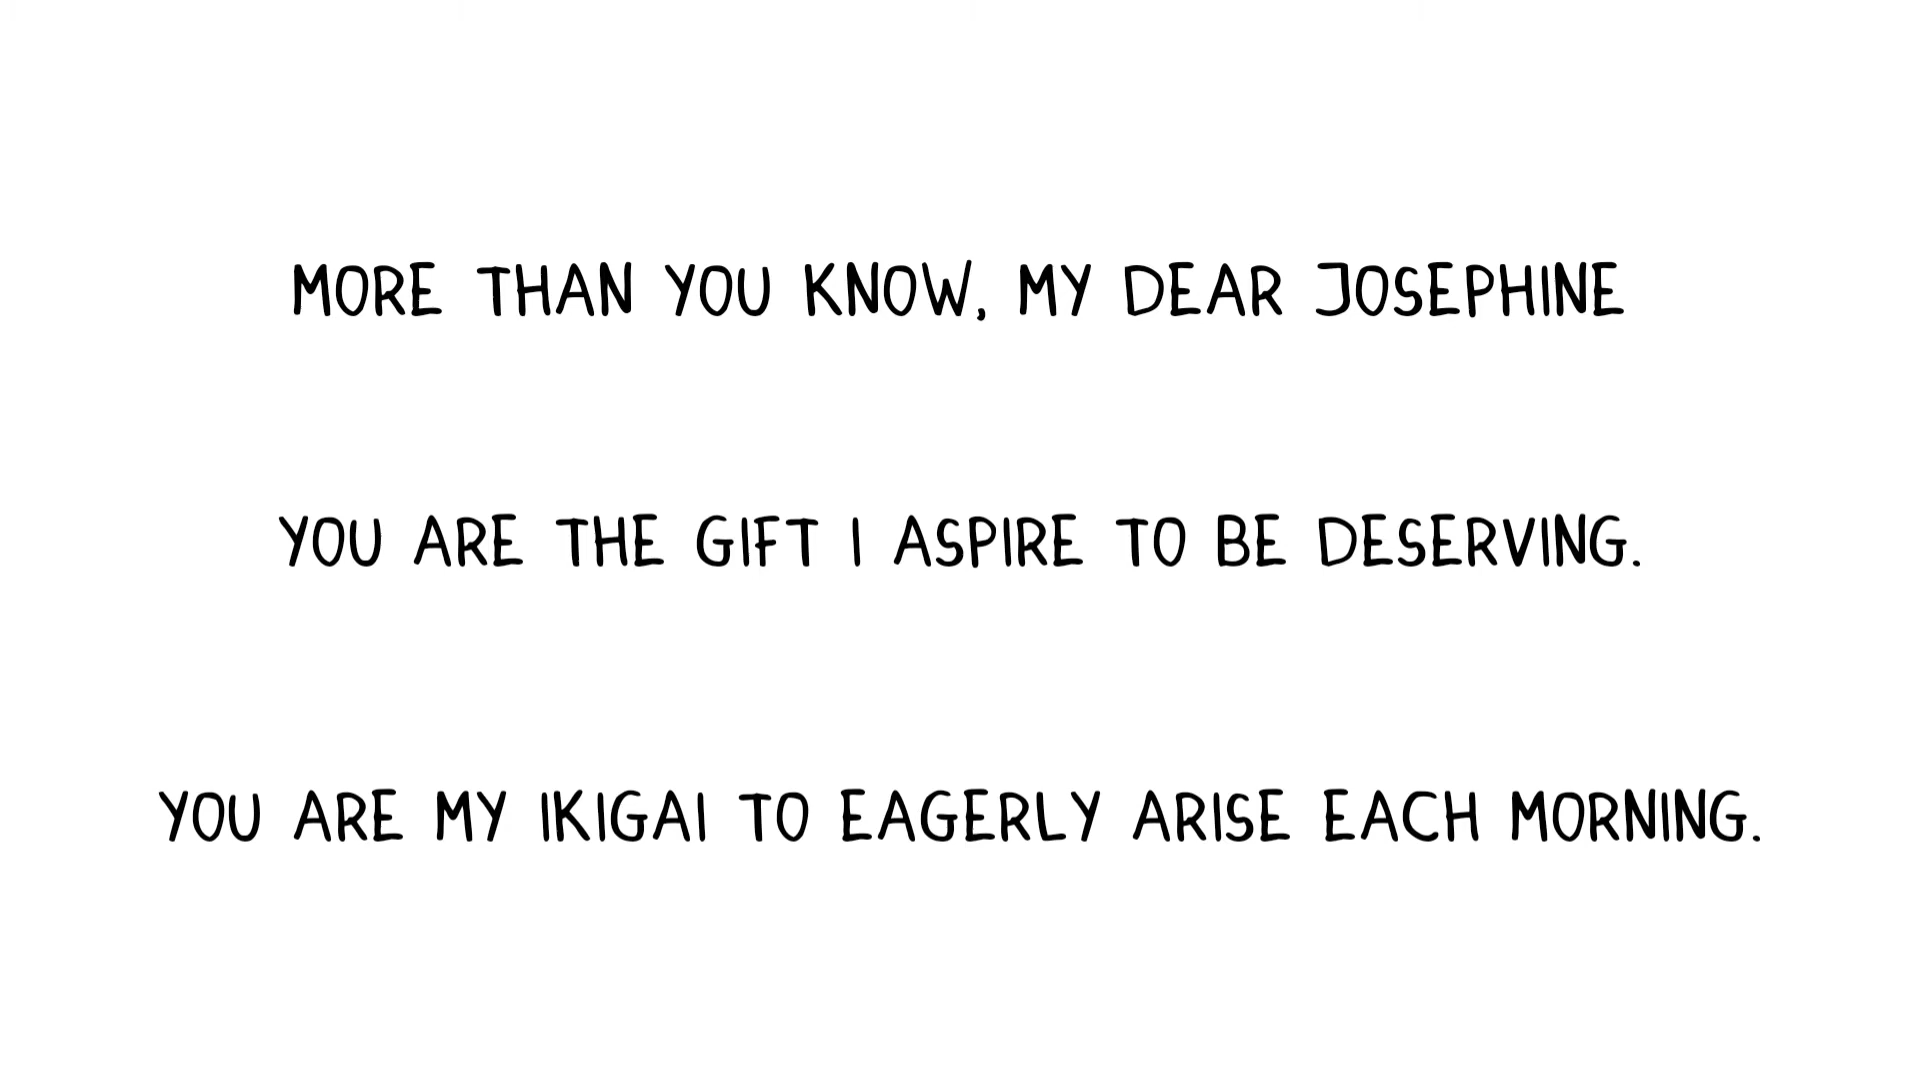 MORE THAN YOU KNOW, MY DEAR JOSEPHINE
YOU ARE THE GIFT I ASPIRE TO BE DESERVING.
YOU ARE MY IKIGAI TO EAGERLY ARISE EACH MORNING.